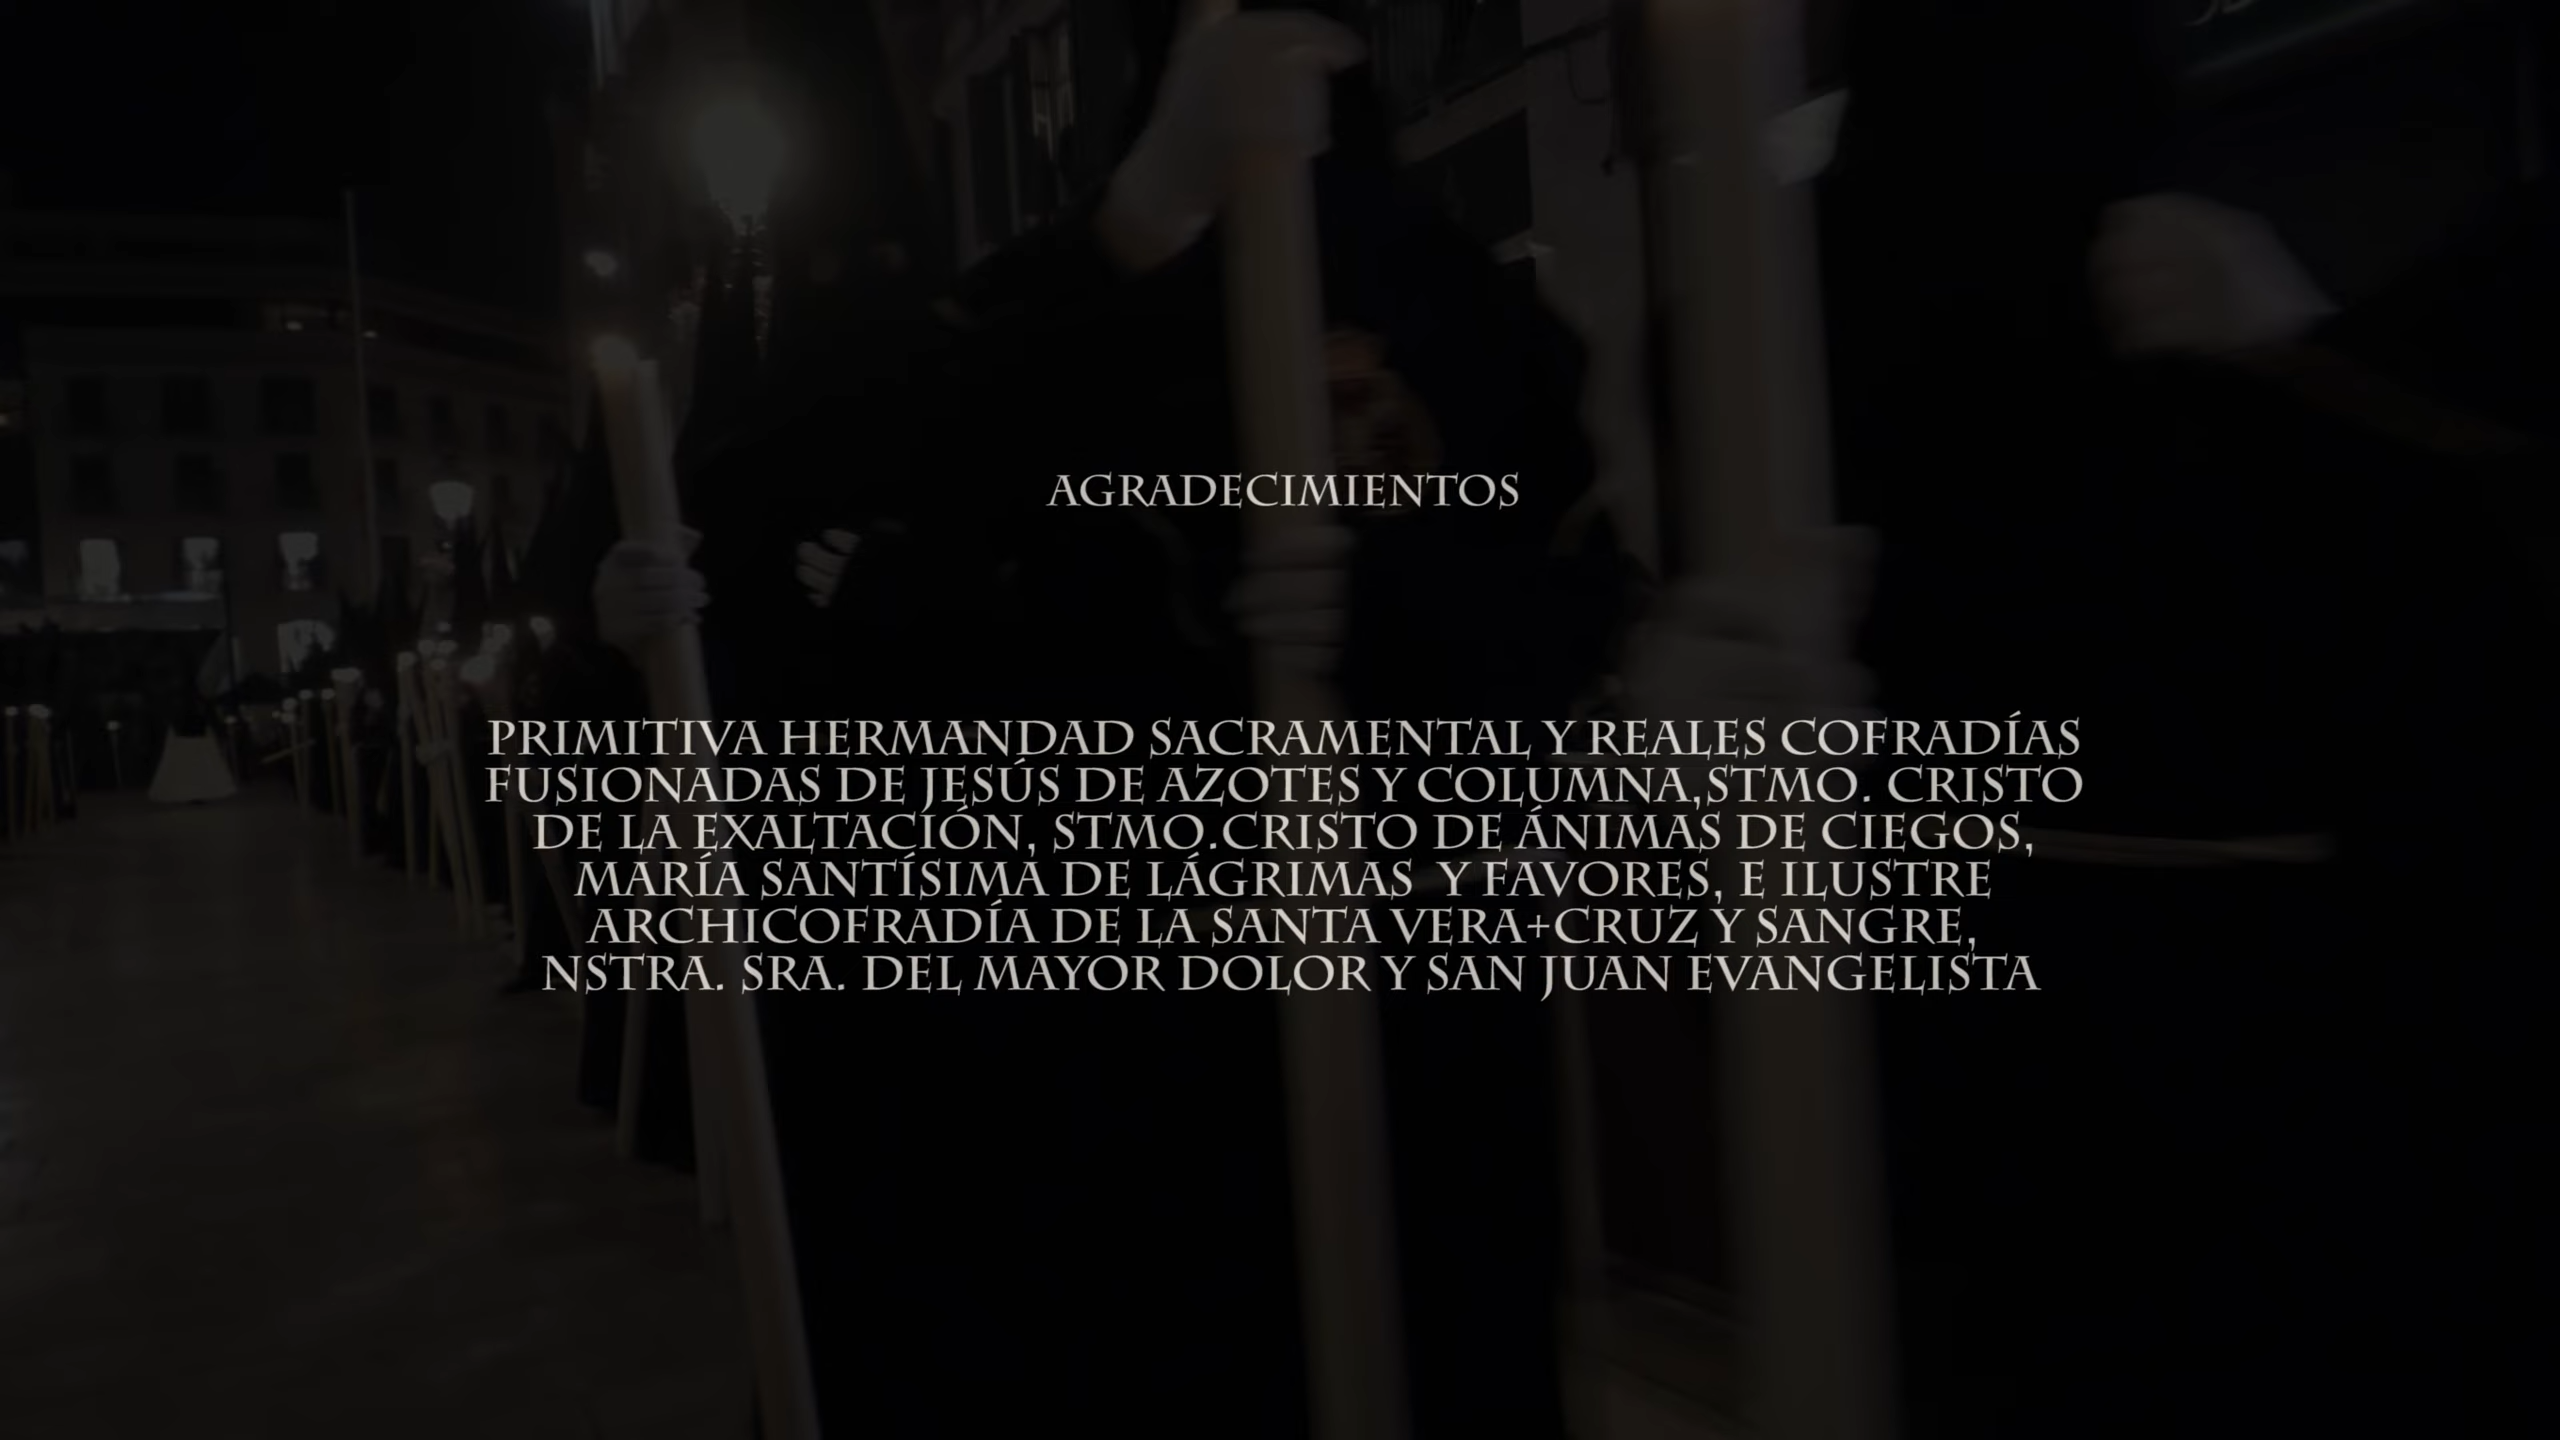 AGRADECIMIENTOS
PRIMITIVA HERMANDAD SACRAMENTAL Y REALES COFRADÍAS
FUSIONADAS DE JESÚS DE AZOTES Y COLUMNA,STMO. CRISTO
DE LA EXALTACIÓN, STMO.CRISTO DE ÁNIMAS DE CIEGOS,
MARÍA SANTÍSIMA DE LÁGRIMAS  Y FAVORES, E ILUSTRE
ARCHICOFRADÍA DE LA SANTA VERA+CRUZ Y SANGRE,
NSTRA. SRA. DEL MAYOR DOLOR Y SAN JUAN EVANGELISTA